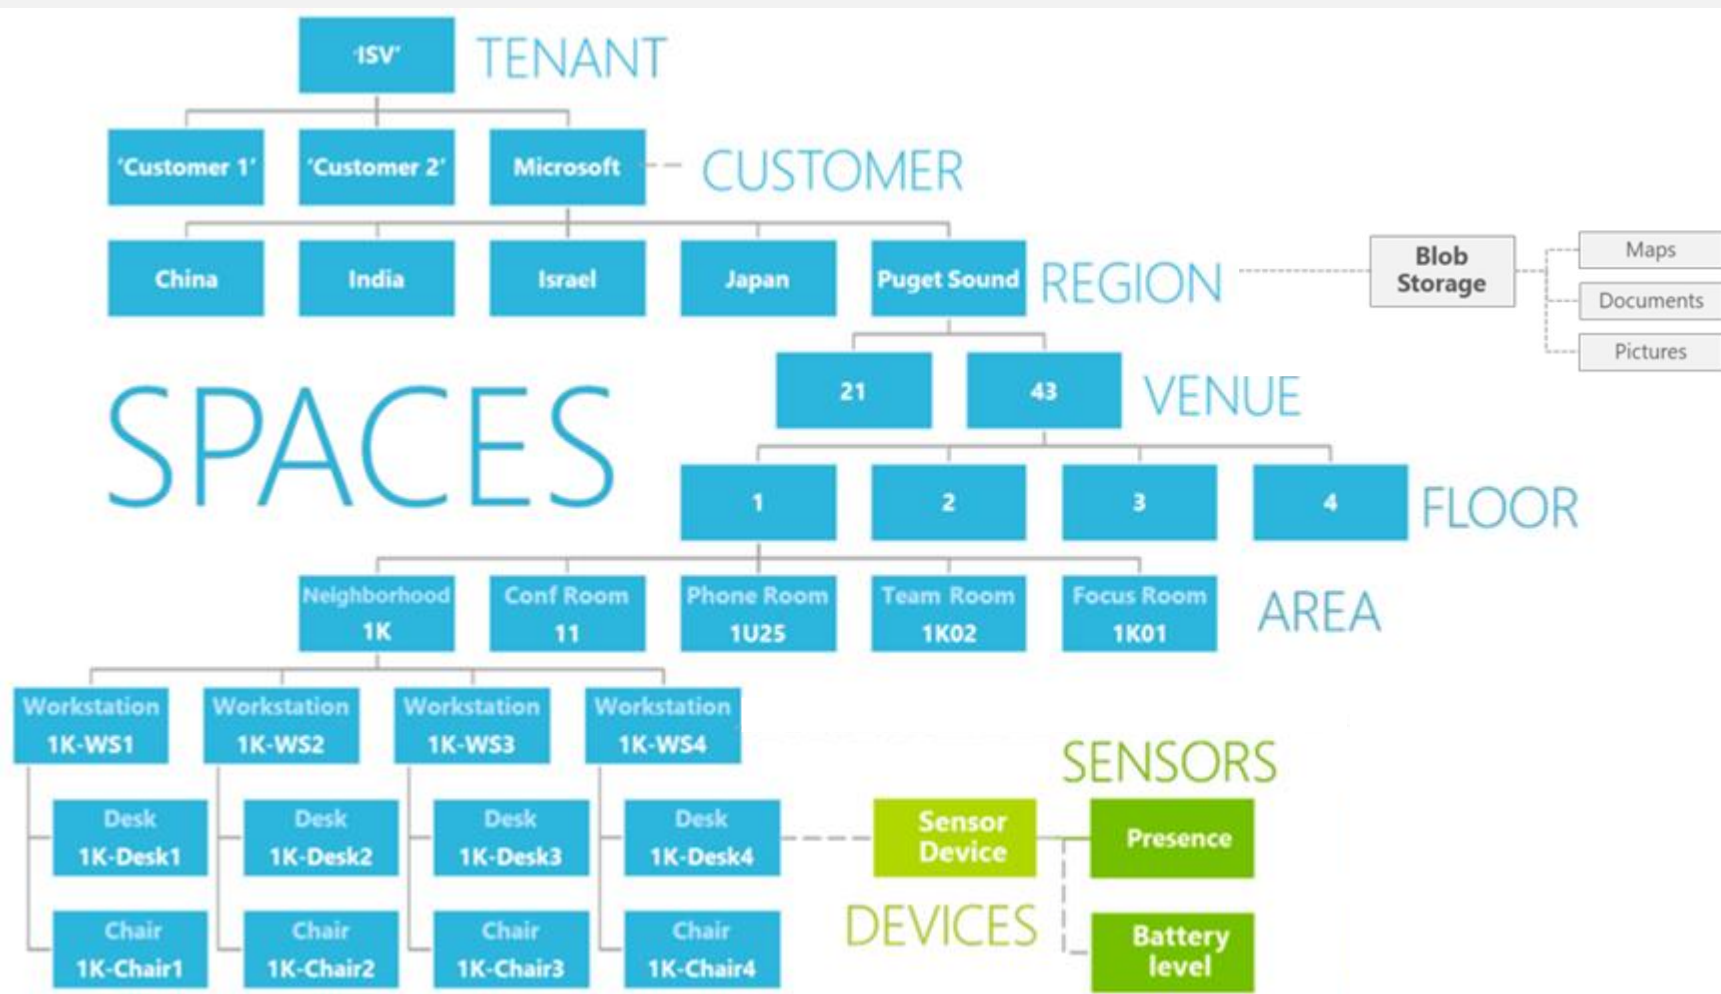 'ISV'
TENANT
'Customer 1'
'Customer 2'
Microsoft
CUSTOMER
China
India
Israel
Japan
Puget Sound
REGION
Blob
Storage
Maps
Documents
Pictures
21
43
VENUE
SPACES
1
2
3
4
FLOOR
Neighborhood
1K
Conf Room
11
Phone Room
1U25
Team Room
1K02
Focus Room
1K01
AREA
Workstation
1K-WS1
Workstation
1K-WS2
Workstation
1K-WS3
Workstation
1K-WS4
SENSORS
Desk
1K-Desk1
Desk
1K-Desk2
Desk
1K-Desk3
Desk
1K-Desk4
Sensor
Device
Presence
DEVICES
Chair
1K-Chair1
Chair
1K-Chair2
Chair
1K-Chair3
Chair
1K-Chair4
Battery
level